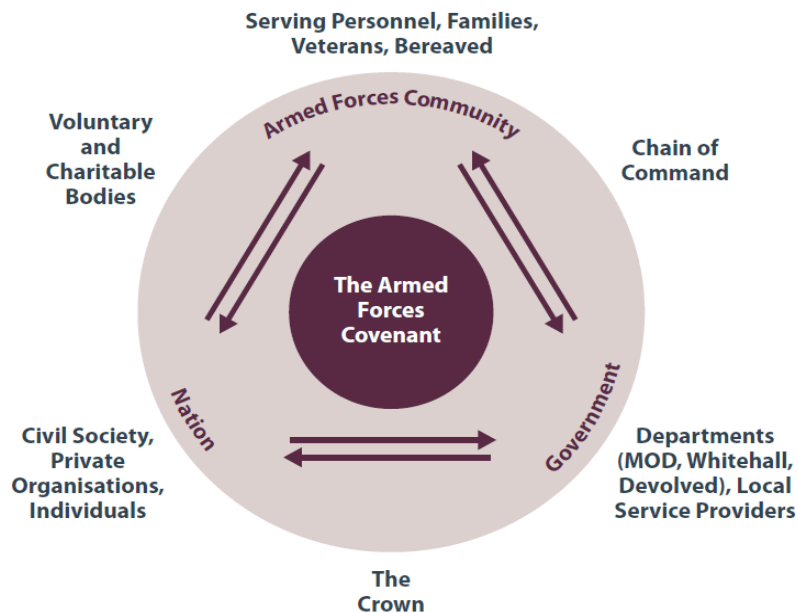 Serving Personnel, Families,
Veterans, Bereaved
Armed Forces Community
Voluntary
and
Charitable
Bodies
Chain of
Command
The Armed
Forces
Covenant
Nation
Government
Civil Society,
Private
Organisations,
Individuals
Departments
(MOD, Whitehall,
Devolved), Local
Service Providers
The
Crown